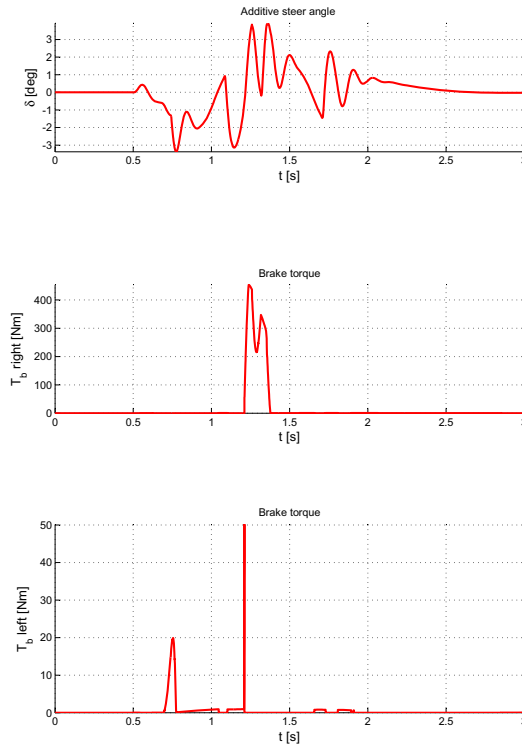 Additive steer angle
δ [deg]
3
2
1
0
-1
-2
-3
0 0.5 1 1.5 2 2.5 3
t [s]
Brake torque
T_b right [Nm]
400
300
200
100
0
0 0.5 1 1.5 2 2.5 3
t [s]
Brake torque
T_b left [Nm]
50
40
30
20
10
0
0 0.5 1 1.5 2 2.5 3
t [s]